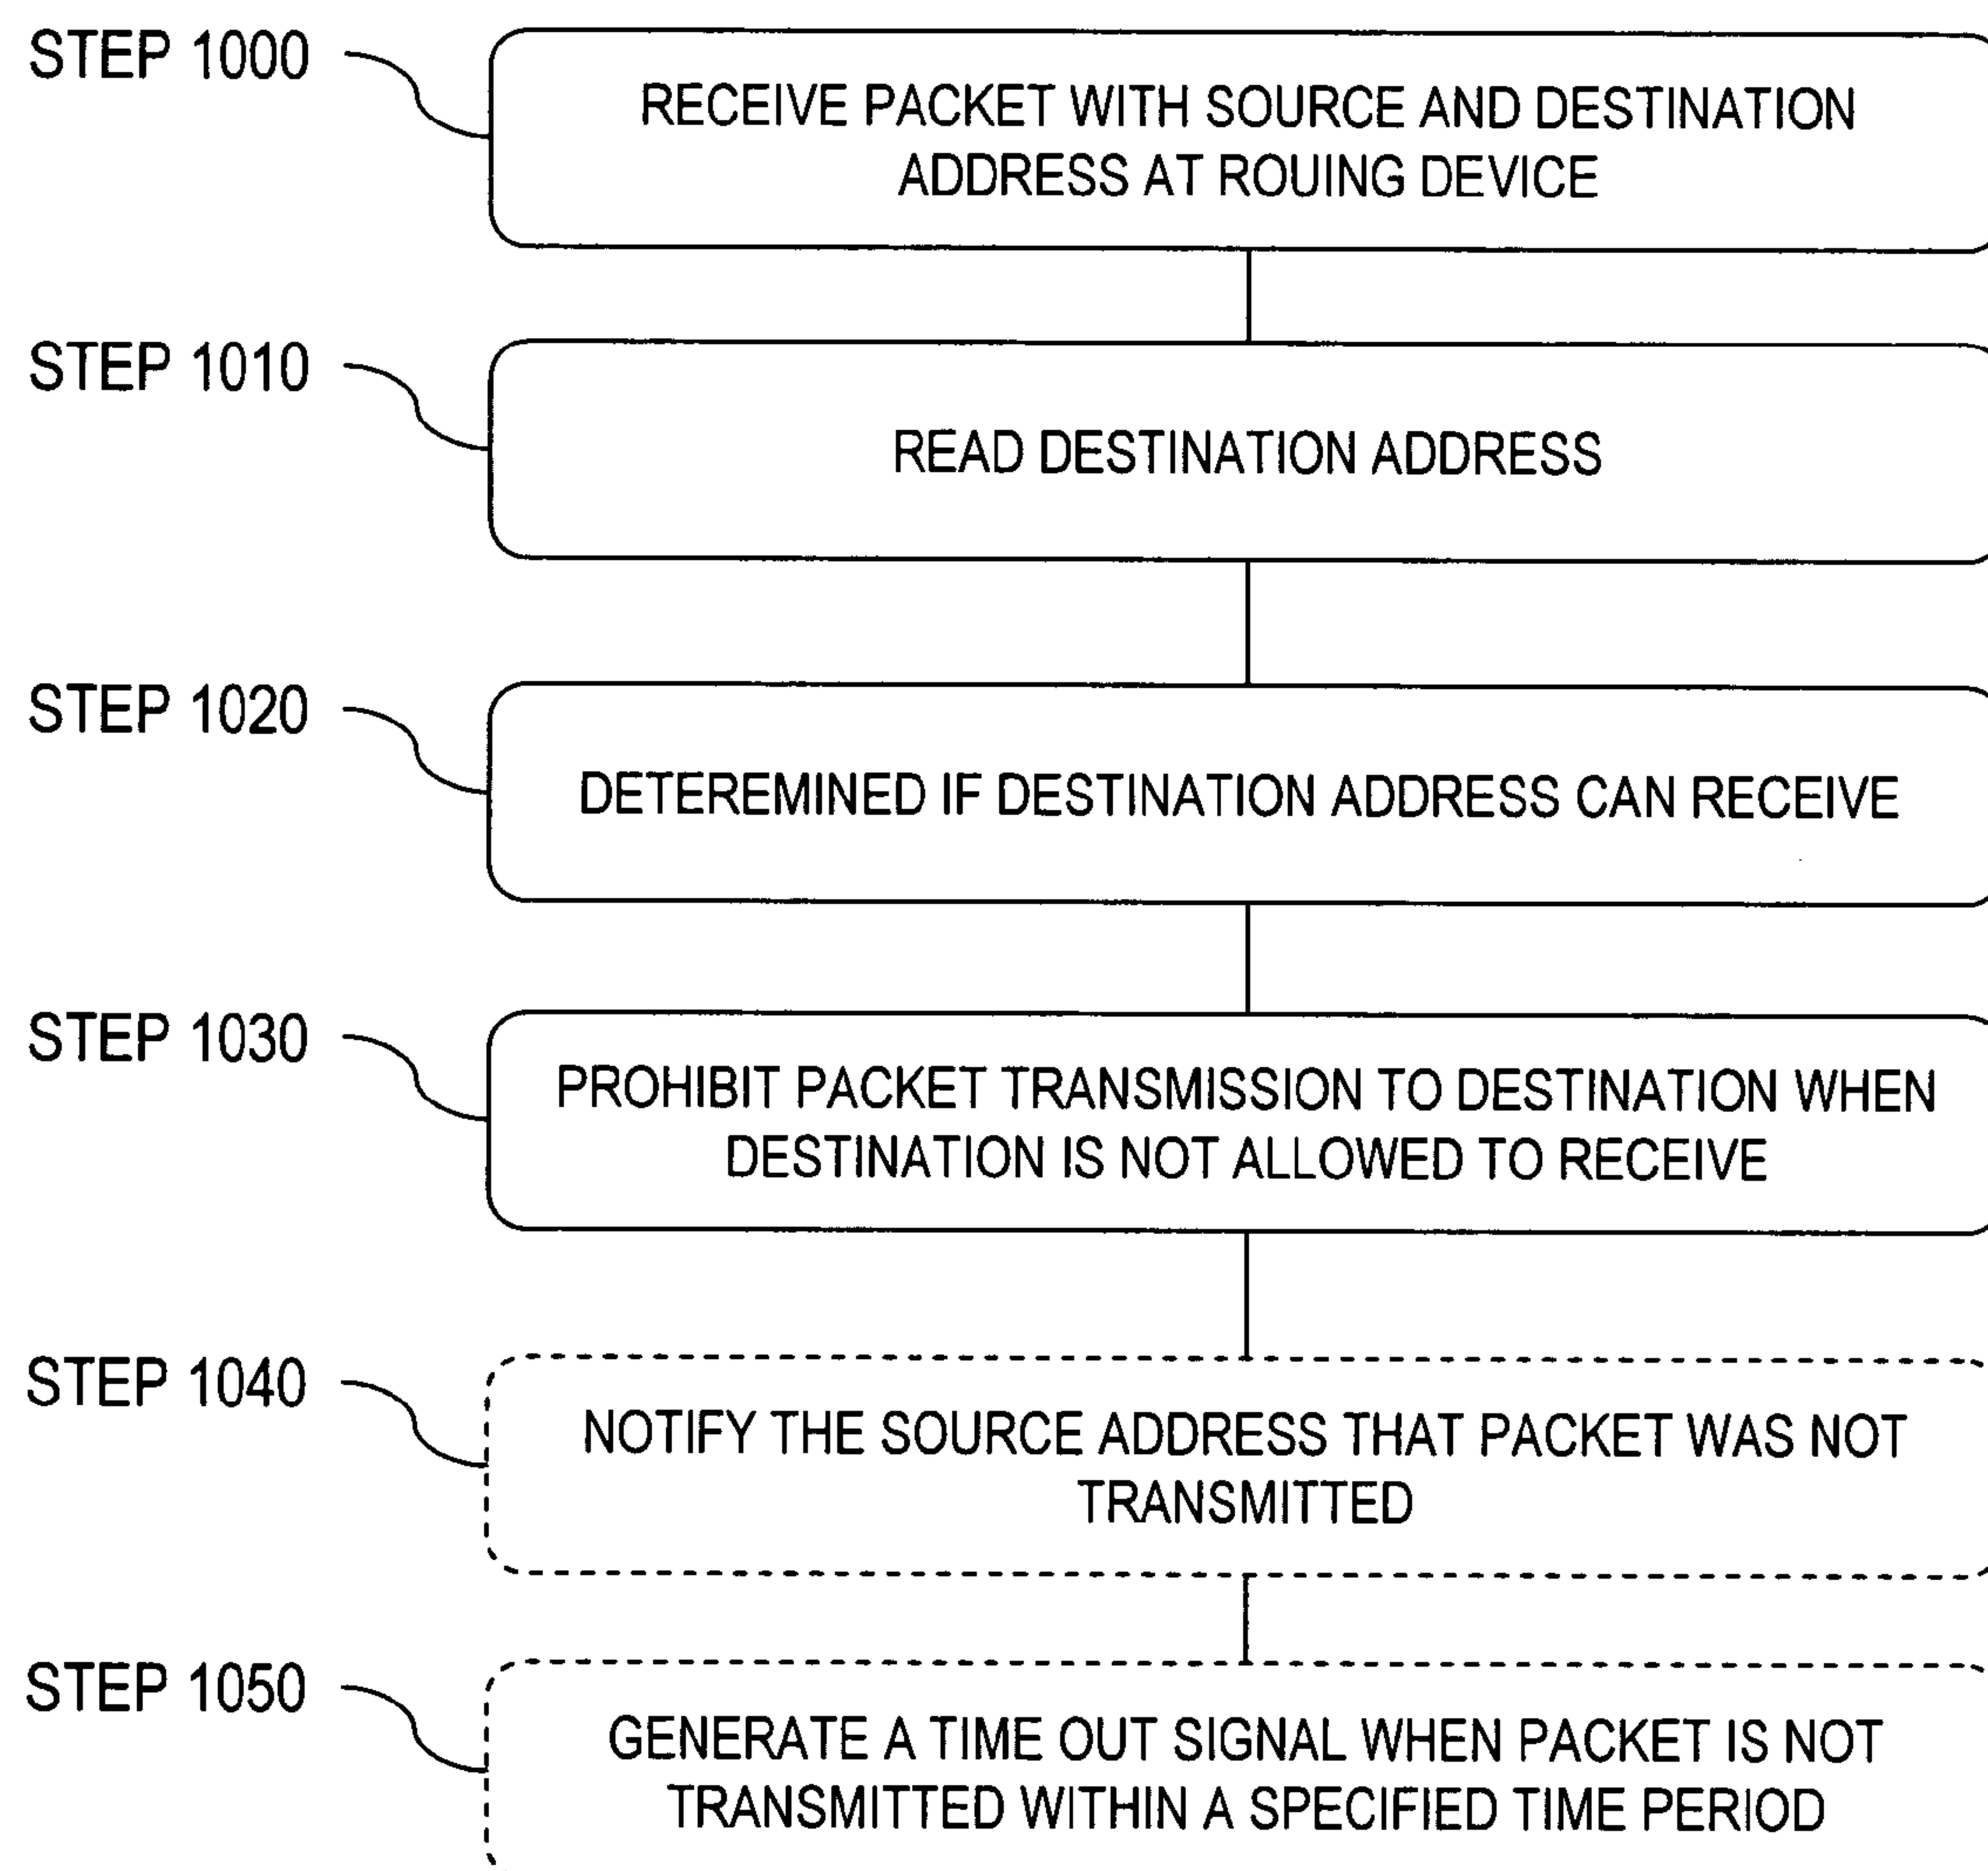 STEP 1000
RECEIVE PACKET WITH SOURCE AND DESTINATION
ADDRESS AT ROUING DEVICE
STEP 1010
READ DESTINATION ADDRESS
STEP 1020
DETEREMINED IF DESTINATION ADDRESS CAN RECEIVE
STEP 1030
PROHIBIT PACKET TRANSMISSION TO DESTINATION WHEN
DESTINATION IS NOT ALLOWED TO RECEIVE
STEP 1040
NOTIFY THE SOURCE ADDRESS THAT PACKET WAS NOT
TRANSMITTED
STEP 1050
GENERATE A TIME OUT SIGNAL WHEN PACKET IS NOT
TRANSMITTED WITHIN A SPECIFIED TIME PERIOD